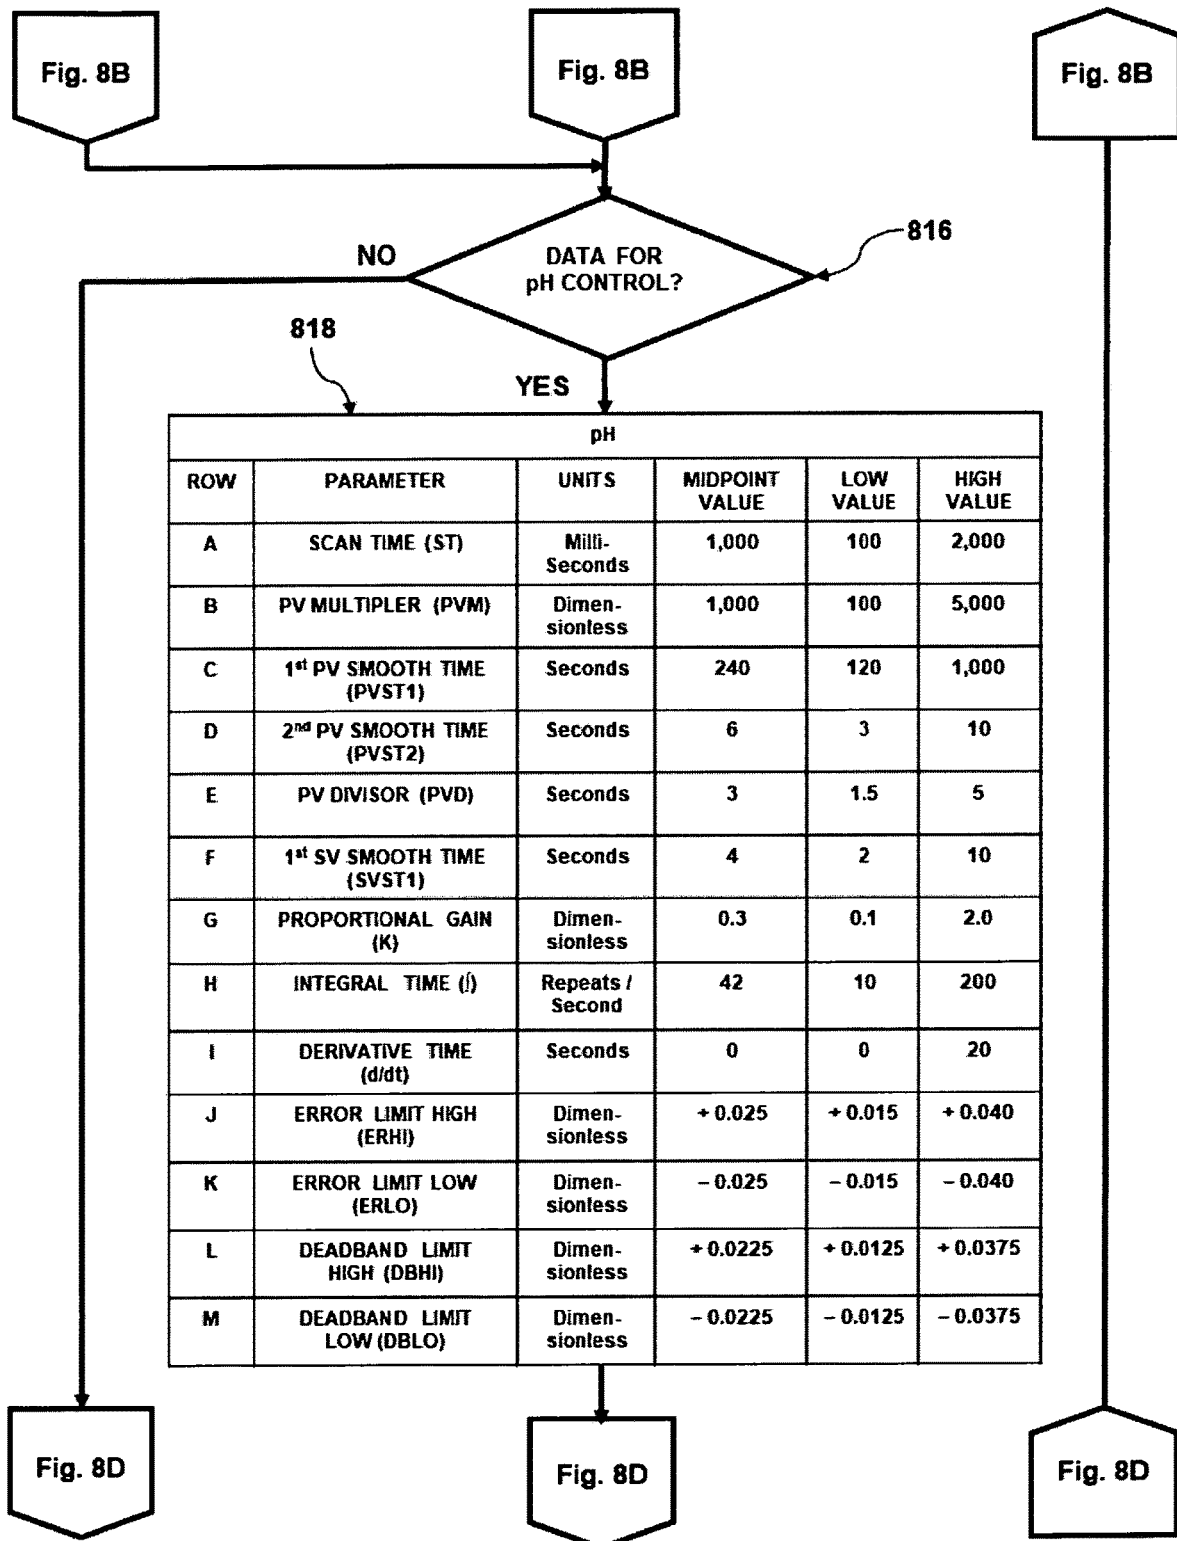 Fig. 8B
Fig. 8B
Fig. 8B
816
NO
DATA FOR
pH CONTROL?
818
YES
pH
ROW PARAMETER UNITS MIDPOINT VALUE LOW VALUE HIGH VALUE
A SCAN TIME (ST) Milli-Seconds 1,000 100 2,000
B PV MULTIPLER (PVM) Dimen-sionless 1,000 100 5,000
C 1st PV SMOOTH TIME (PVST1) Seconds 240 120 1,000
D 2nd PV SMOOTH TIME (PVST2) Seconds 6 3 10
E PV DIVISOR (PVD) Seconds 3 1.5 5
F 1st SV SMOOTH TIME (SVST1) Seconds 4 2 10
G PROPORTIONAL GAIN (K) Dimen-sionless 0.3 0.1 2.0
H INTEGRAL TIME (∫) Repeats / Second 42 10 200
I DERIVATIVE TIME (d/dt) Seconds 0 0 20
J ERROR LIMIT HIGH (ERHI) Dimen-sionless + 0.025 + 0.015 + 0.040
K ERROR LIMIT LOW (ERLO) Dimen-sionless – 0.025 – 0.015 – 0.040
L DEADBAND LIMIT HIGH (DBHI) Dimen-sionless + 0.0225 + 0.0125 + 0.0375
M DEADBAND LIMIT LOW (DBLO) Dimen-sionless – 0.0225 – 0.0125 – 0.0375
Fig. 8D
Fig. 8D
Fig. 8D